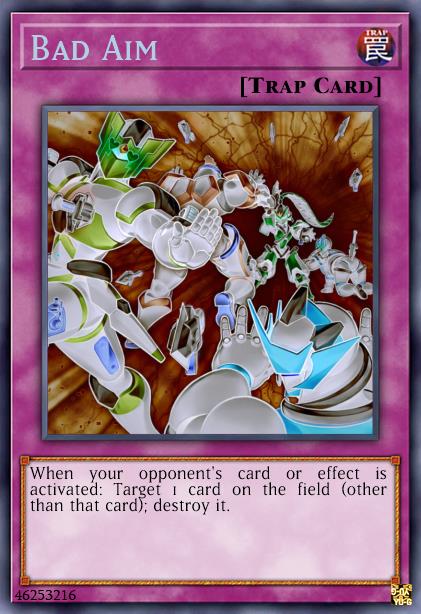 Bad Aim
TRAP
罠
[Trap Card]
When your opponent's card or effect is
activated: Target 1 card on the field (other
than that card); destroy it.
46253216